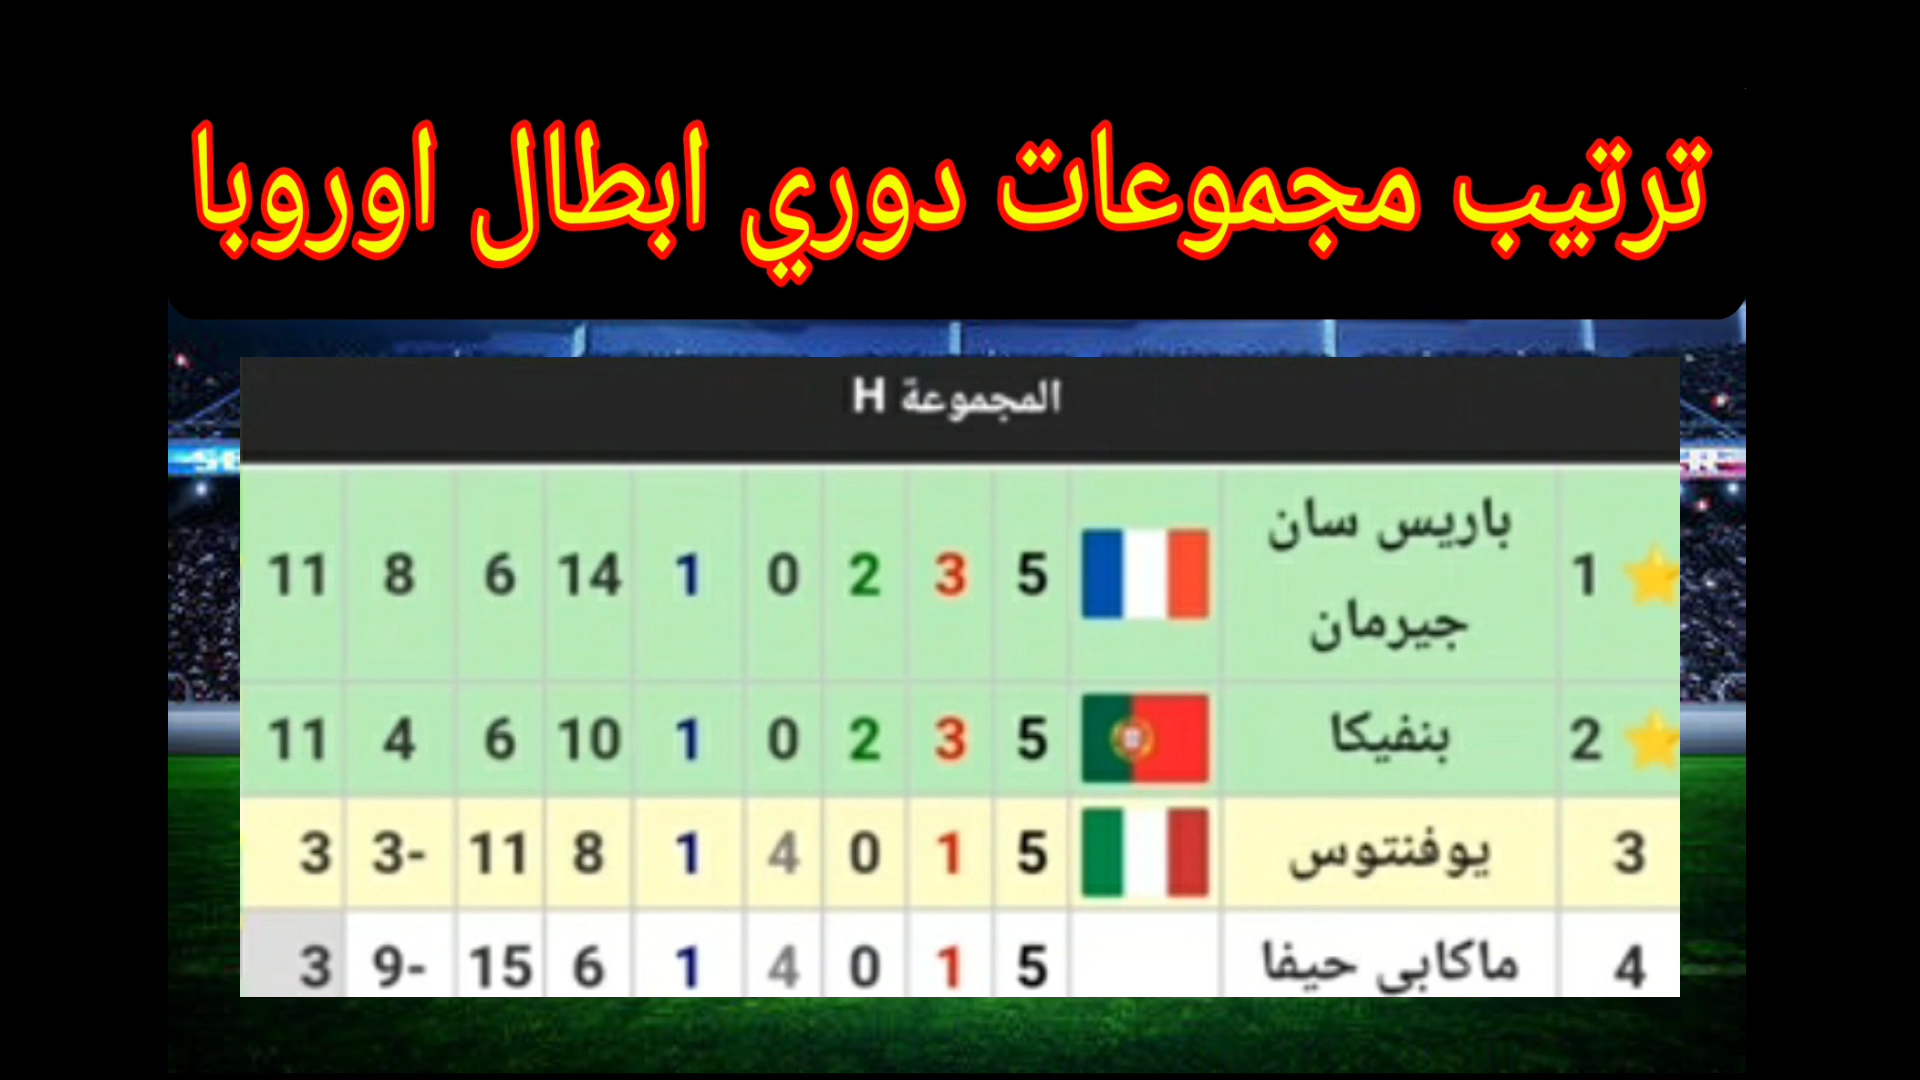 ترتيب مجموعات دوري ابطال اوروبا
المجموعة H
1 باريس سان جيرمان 5 3 2 0 1 14 6 8 11
2 بنفيكا 5 3 2 0 1 10 6 4 11
3 يوفنتوس 5 1 0 4 1 8 11 3- 3
4 ماكابي حيفا 5 1 0 4 1 6 15 9- 3